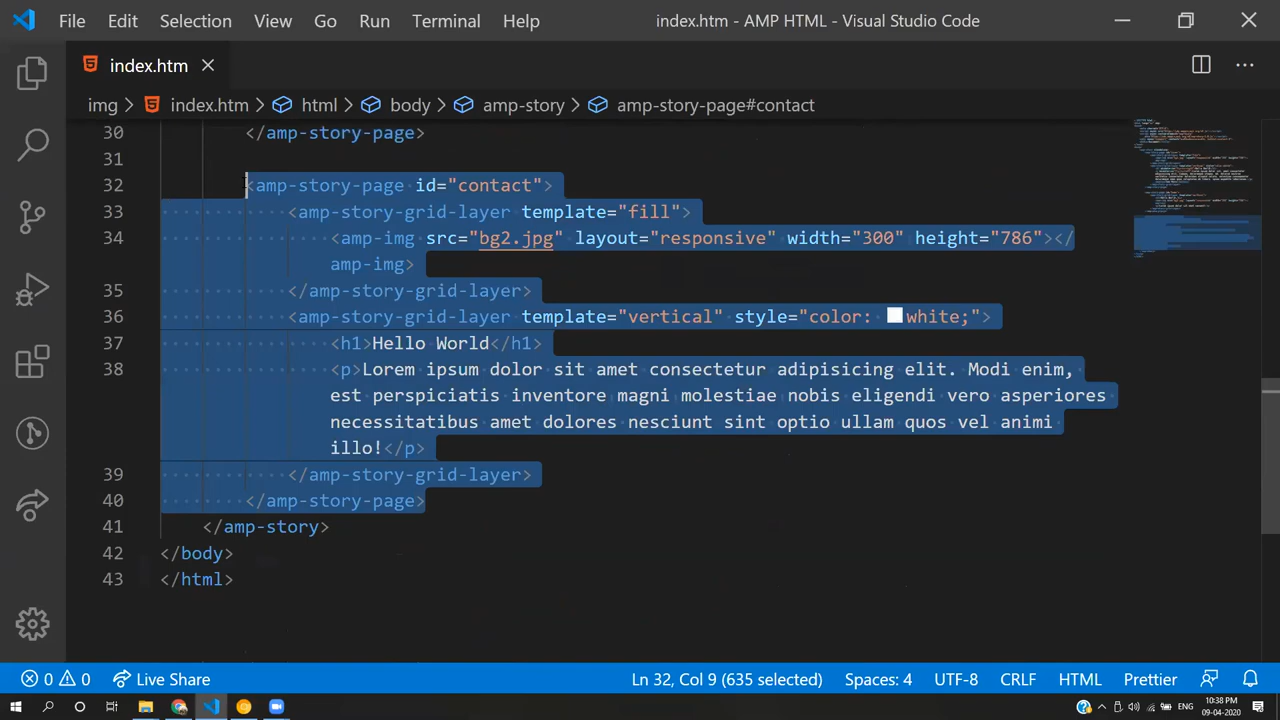 File Edit Selection View Go Run Terminal Help index.htm - AMP HTML - Visual Studio Code
index.htm
img > index.htm > html > body > amp-story > amp-story-page#contact
30 </amp-story-page>
31
32 <amp-story-page id="contact">
33 <amp-story-grid-layer template="fill">
34 <amp-img src="bg2.jpg" layout="responsive" width="300" height="786"></
amp-img>
35 </amp-story-grid-layer>
36 <amp-story-grid-layer template="vertical" style="color: white;">
37 <h1>Hello World</h1>
38 <p>Lorem ipsum dolor sit amet consectetur adipisicing elit. Modi enim,
est perspiciatis inventore magni molestiae nobis eligendi vero asperiores
necessitatibus amet dolores nesciunt sint optio ullam quos vel animi
illo!</p>
39 </amp-story-grid-layer>
40 </amp-story-page>
41 </amp-story>
42 </body>
43 </html>
0 0 Live Share Ln 32, Col 9 (635 selected) Spaces: 4 UTF-8 CRLF HTML Prettier
ENG 10:38 PM
09-04-2020